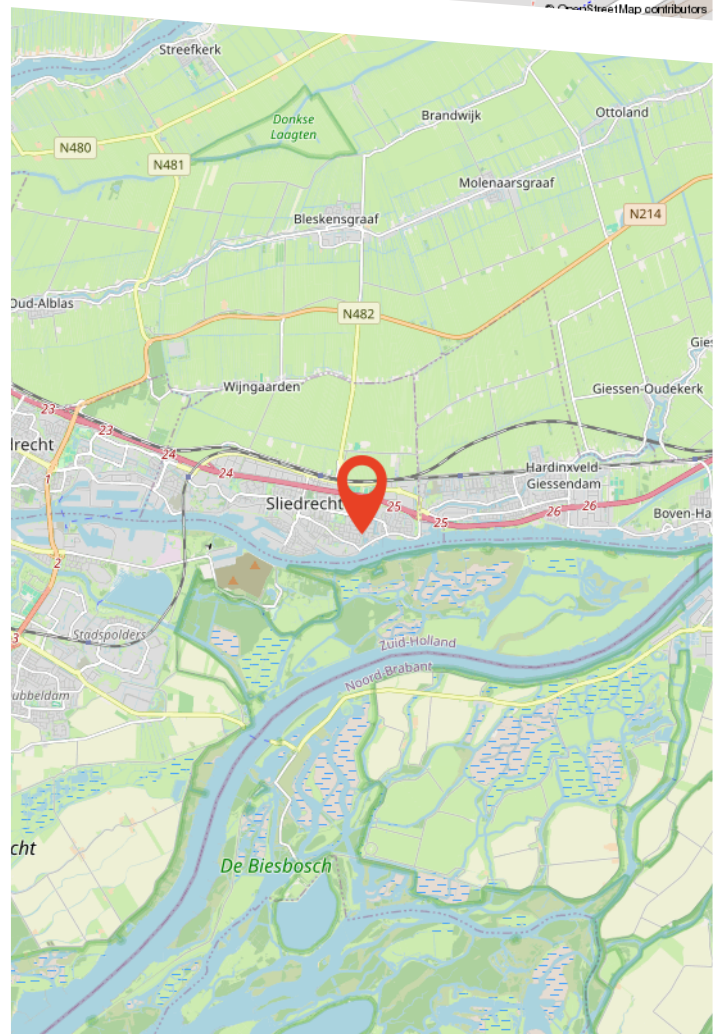 © OpenStreetMap contributors
Streefkerk
Donkse
Laagten
Brandwijk
Ottoland
N480
N481
Molenaarsgraaf
N214
Bleskensgraaf
Oud-Alblas
N482
Gies
Wijngaarden
Giessen-Oudekerk
23
23
drecht
24
24
Hardinxveld-
Giessendam
1
Sliedrecht
25
25
26
26
Boven-Ha
2
3
Stadspolders
Zuid-Holland
Noord-Brabant
ubbeldam
cht
De Biesbosch